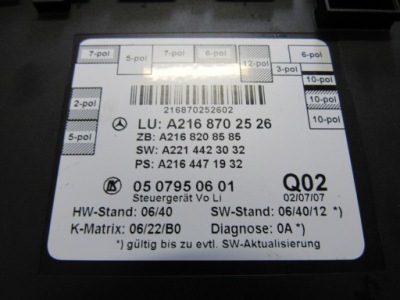 7-pol 5-pol 7-pol 6-pol 12-pol 6-pol 3-pol
10-pol
2-pol 10-pol
5-pol 10-pol
216870252602
LU: A216 870 25 26
ZB: A216 820 85 85
SW: A221 442 30 32
PS: A216 447 19 32
05 0795 06 01 Q02
Steuergerät Vo Li 02/07/07
HW-Stand: 06/40 SW-Stand: 06/40/12 *)
K-Matrix: 06/22/B0 Diagnose: 0A *)
*) gültig bis zu evtl. SW-Aktualisierung